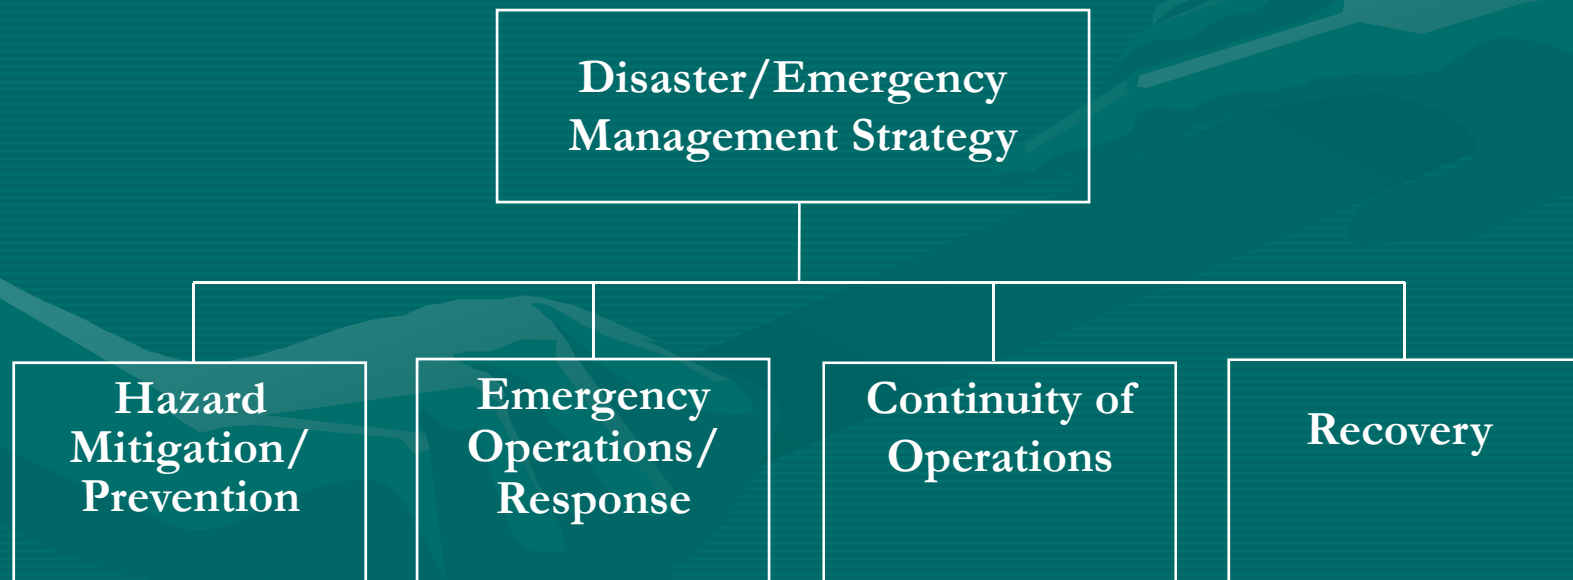 Disaster/Emergency
Management Strategy
Hazard
Mitigation/
Prevention
Emergency
Operations/
Response
Continuity of
Operations
Recovery